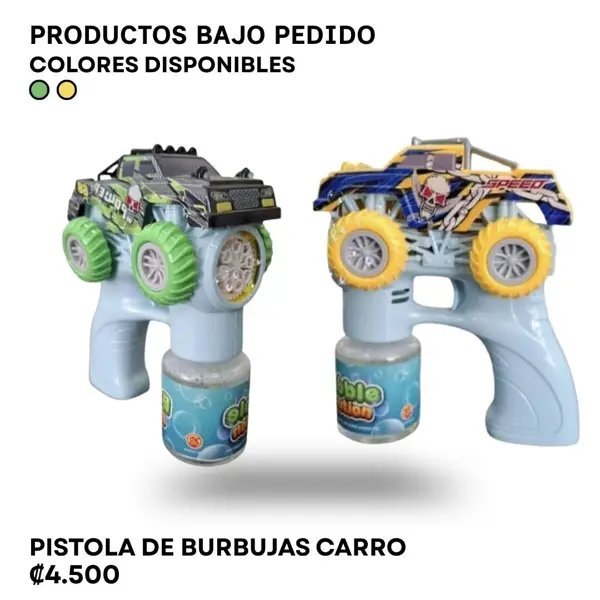 PRODUCTOS BAJO PEDIDO
COLORES DISPONIBLES
SPEED
PISTOLA DE BURBUJAS CARRO
₡4.500